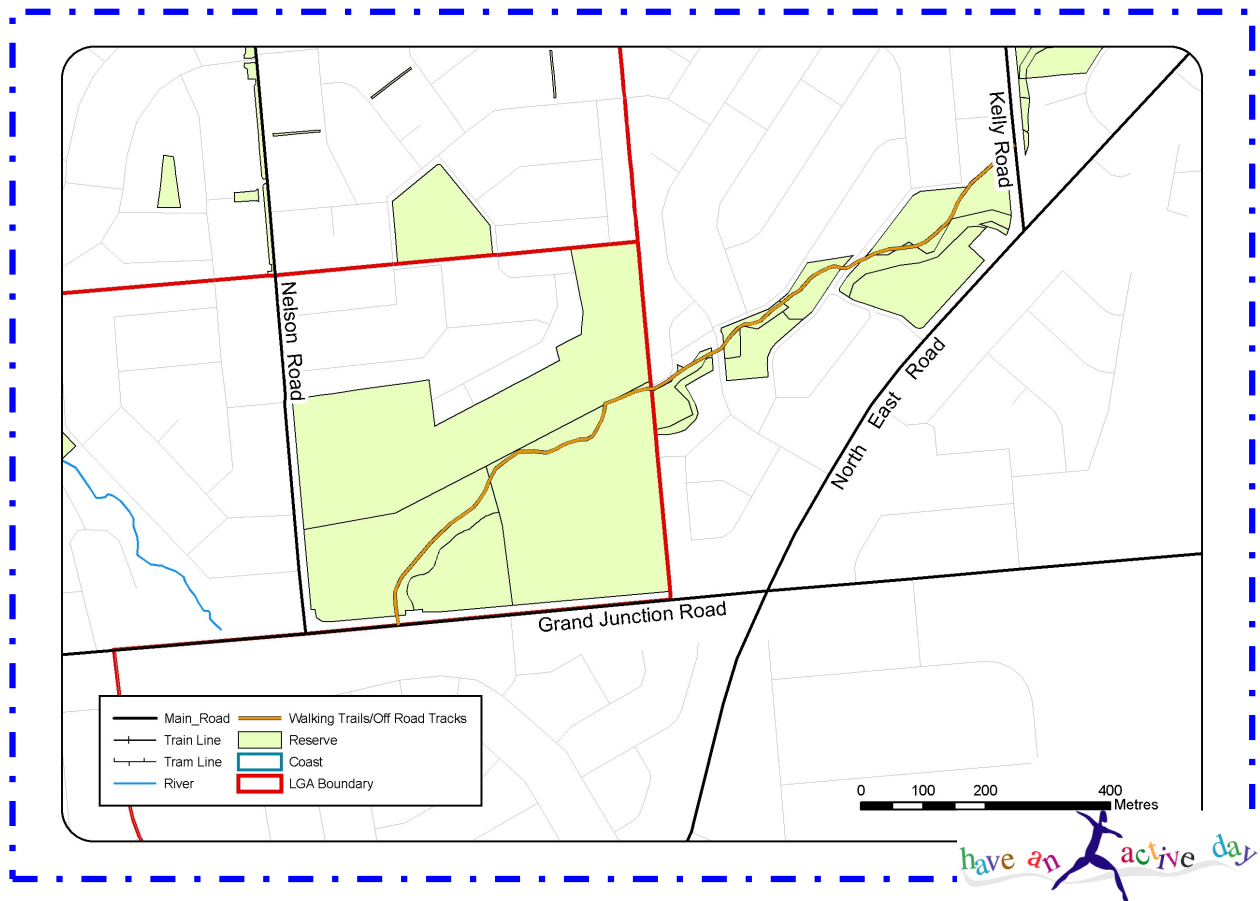 Kelly Road
Nelson Road
North East Road
Grand Junction Road
Main_Road
Walking Trails/Off Road Tracks
Train Line
Reserve
Tram Line
Coast
River
LGA Boundary
0 100 200 400
Metres
have an active day